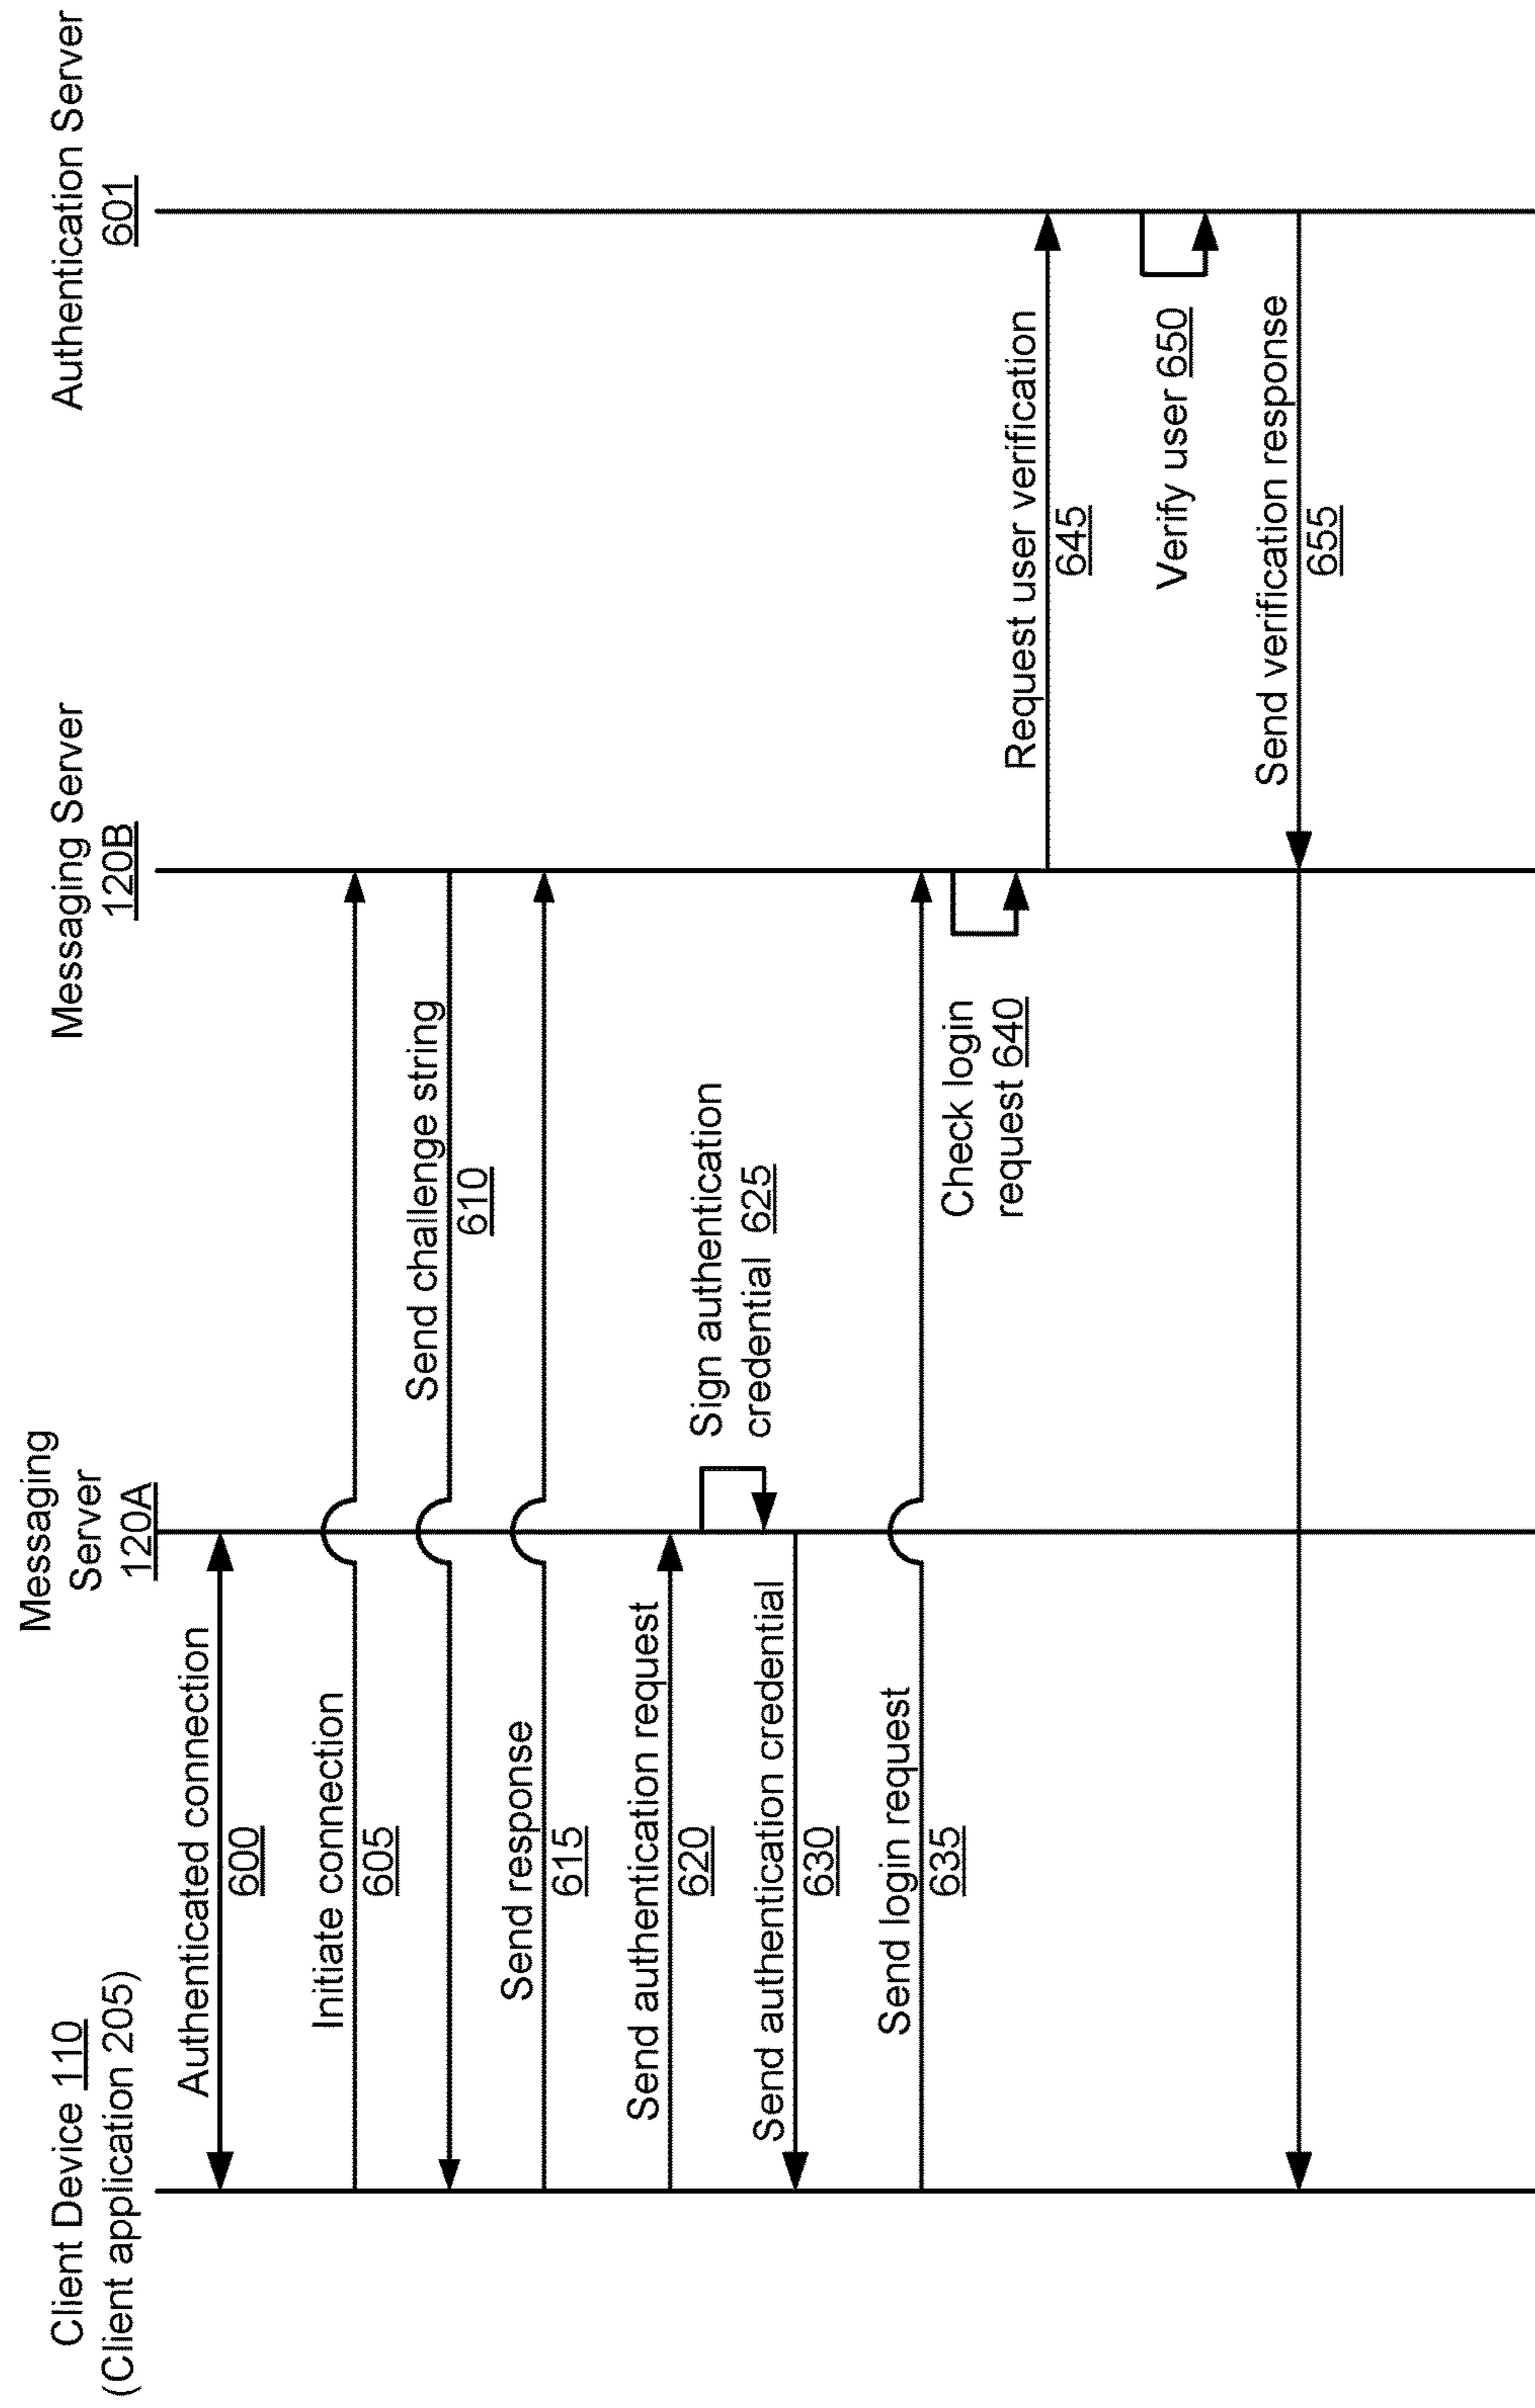 Client Device 110
(Client application 205)
Messaging
Server
120A
Messaging Server
120B
Authentication Server
601
Authenticated connection
600
Initiate connection
605
Send challenge string
610
Send response
615
Send authentication request
620
Sign authentication
credential 625
Send authentication credential
630
Send login request
635
Check login
request 640
Request user verification
645
Verify user 650
Send verification response
655